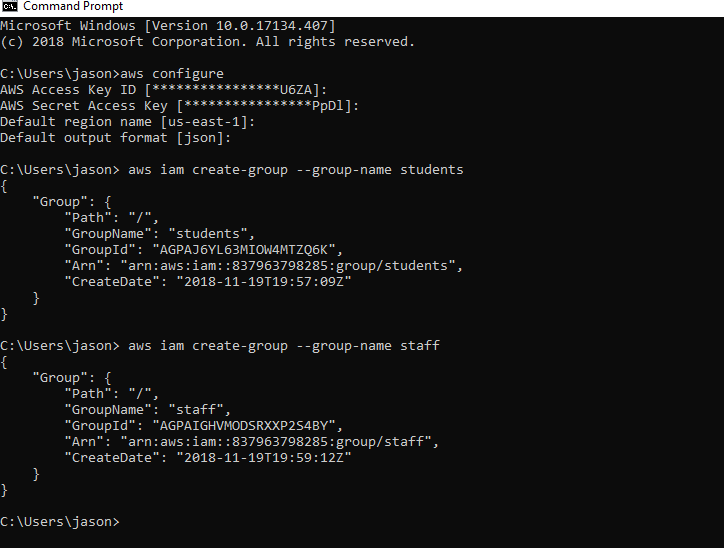 Command Prompt
Microsoft Windows [Version 10.0.17134.407]
(c) 2018 Microsoft Corporation. All rights reserved.
C:\Users\jason>aws configure
AWS Access Key ID [****************U6ZA]:
AWS Secret Access Key [****************PpDl]:
Default region name [us-east-1]:
Default output format [json]:
C:\Users\jason> aws iam create-group --group-name students
{
    "Group": {
        "Path": "/",
        "GroupName": "students",
        "GroupId": "AGPAJ6YL63MIOW4MTZQ6K",
        "Arn": "arn:aws:iam::837963798285:group/students",
        "CreateDate": "2018-11-19T19:57:09Z"
    }
}
C:\Users\jason> aws iam create-group --group-name staff
{
    "Group": {
        "Path": "/",
        "GroupName": "staff",
        "GroupId": "AGPAIGHVMODSRXXP2S4BY",
        "Arn": "arn:aws:iam::837963798285:group/staff",
        "CreateDate": "2018-11-19T19:59:12Z"
    }
}
C:\Users\jason>